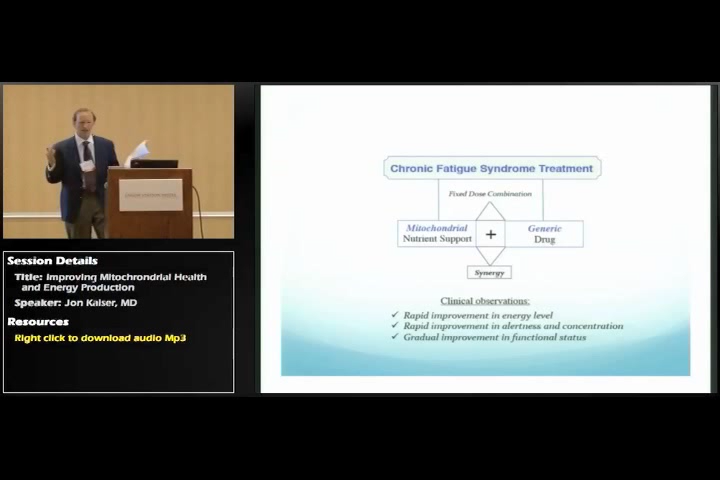 Session Details
Title: Improving Mitochrondrial Health
and Energy Production
Speaker: Jon Kaiser, MD
Resources
Right click to download audio Mp3
Chronic Fatigue Syndrome Treatment
Fixed Dose Combination
Mitochondrial
Nutrient Support
+
Generic
Drug
Synergy
Clinical observations:
✓ Rapid improvement in energy level
✓ Rapid improvement in alertness and concentration
✓ Gradual improvement in functional status